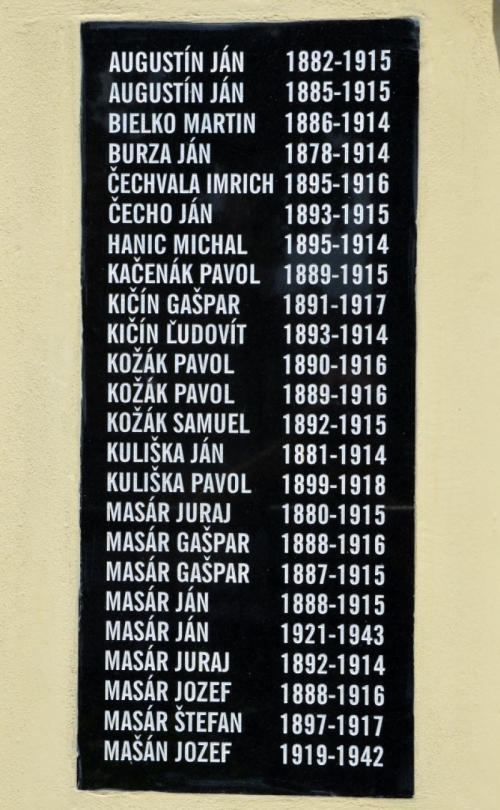 AUGUSTÍN JÁN 1882-1915
AUGUSTÍN JÁN 1885-1915
BIELKO MARTIN 1886-1914
BURZA JÁN 1878-1914
ČECHVALA IMRICH 1895-1916
ČECHO JÁN 1893-1915
HANIC MICHAL 1895-1914
KAČENÁK PAVOL 1889-1915
KIČÍN GAŠPAR 1891-1917
KIČÍN ĽUDOVÍT 1893-1914
KOŽÁK PAVOL 1890-1916
KOŽÁK PAVOL 1889-1916
KOŽÁK SAMUEL 1892-1915
KULIŠKA JÁN 1881-1914
KULIŠKA PAVOL 1899-1918
MASÁR JURAJ 1880-1915
MASÁR GAŠPAR 1888-1916
MASÁR GAŠPAR 1887-1915
MASÁR JÁN 1888-1915
MASÁR JÁN 1921-1943
MASÁR JURAJ 1892-1914
MASÁR JOZEF 1888-1916
MASÁR ŠTEFAN 1897-1917
MAŠÁN JOZEF 1919-1942